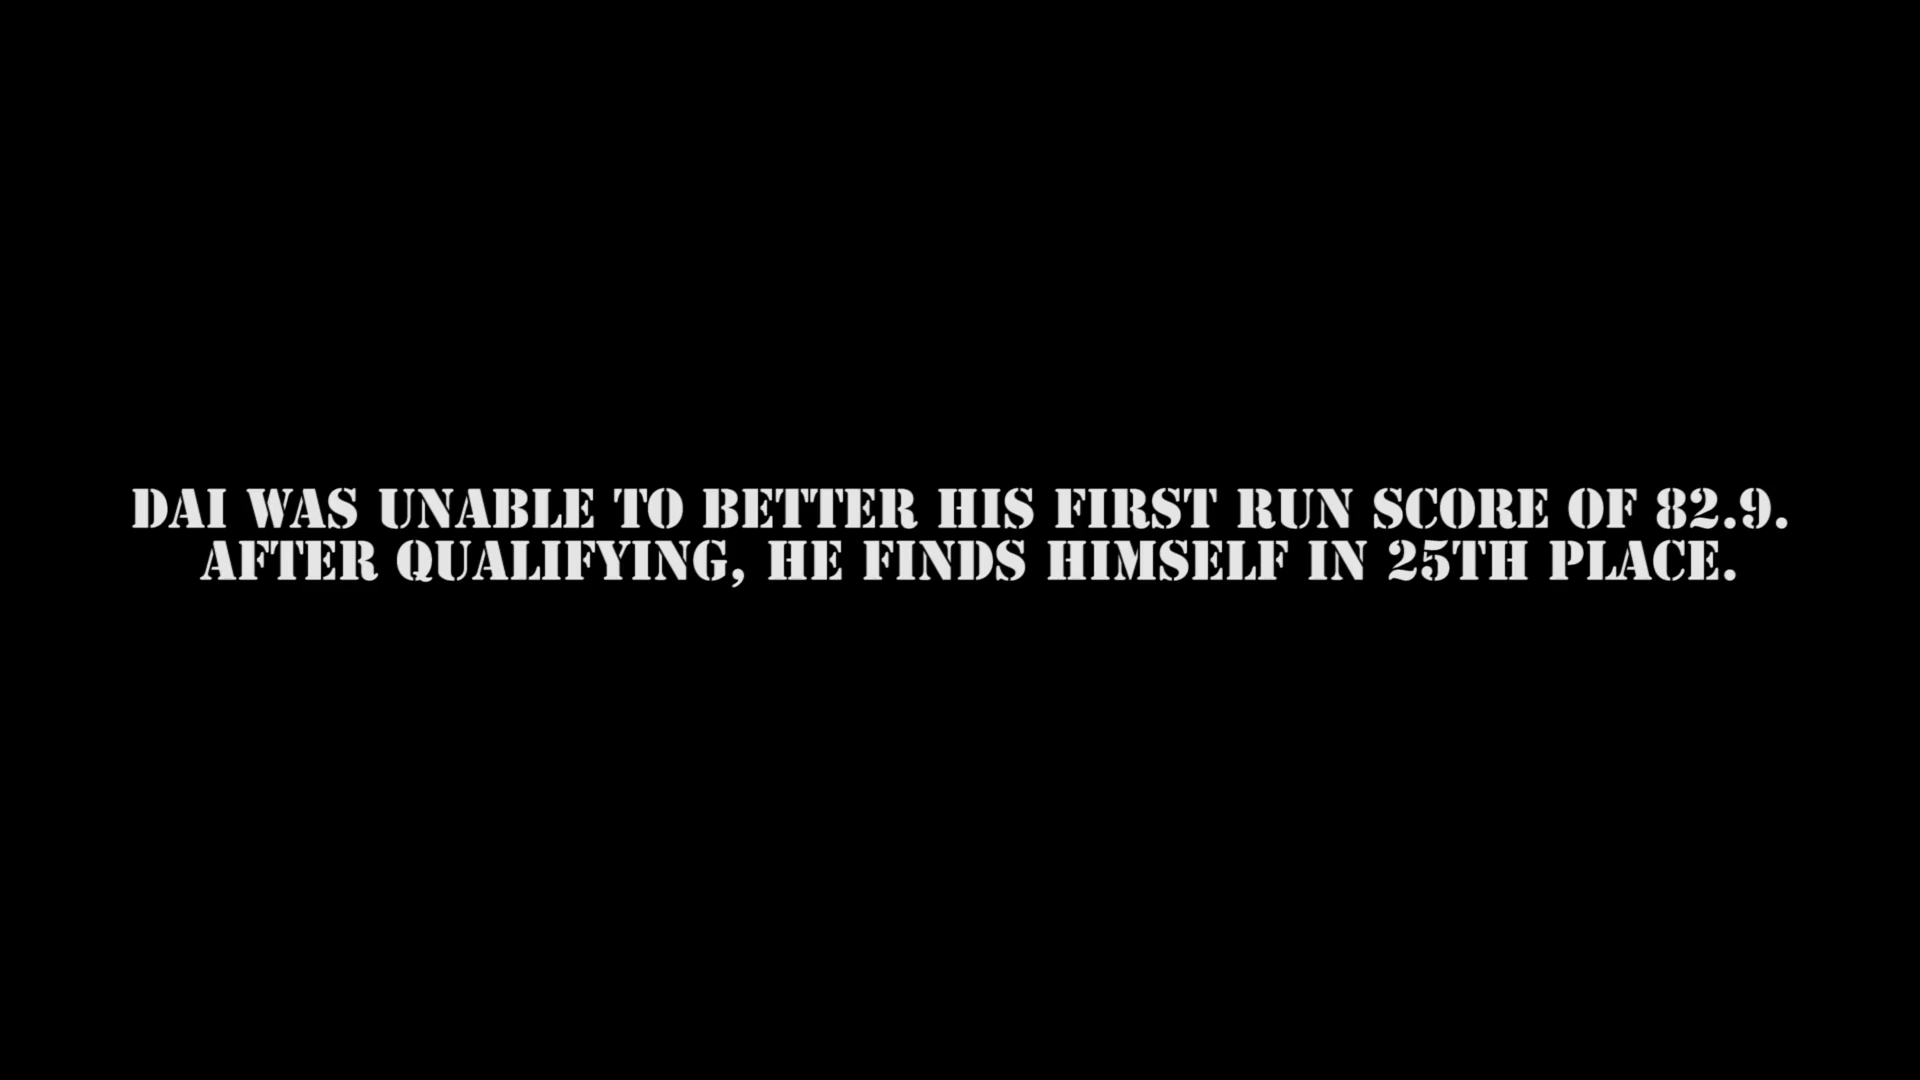 DAI WAS UNABLE TO BETTER HIS FIRST RUN SCORE OF 82.9.
AFTER QUALIFYING, HE FINDS HIMSELF IN 25TH PLACE.